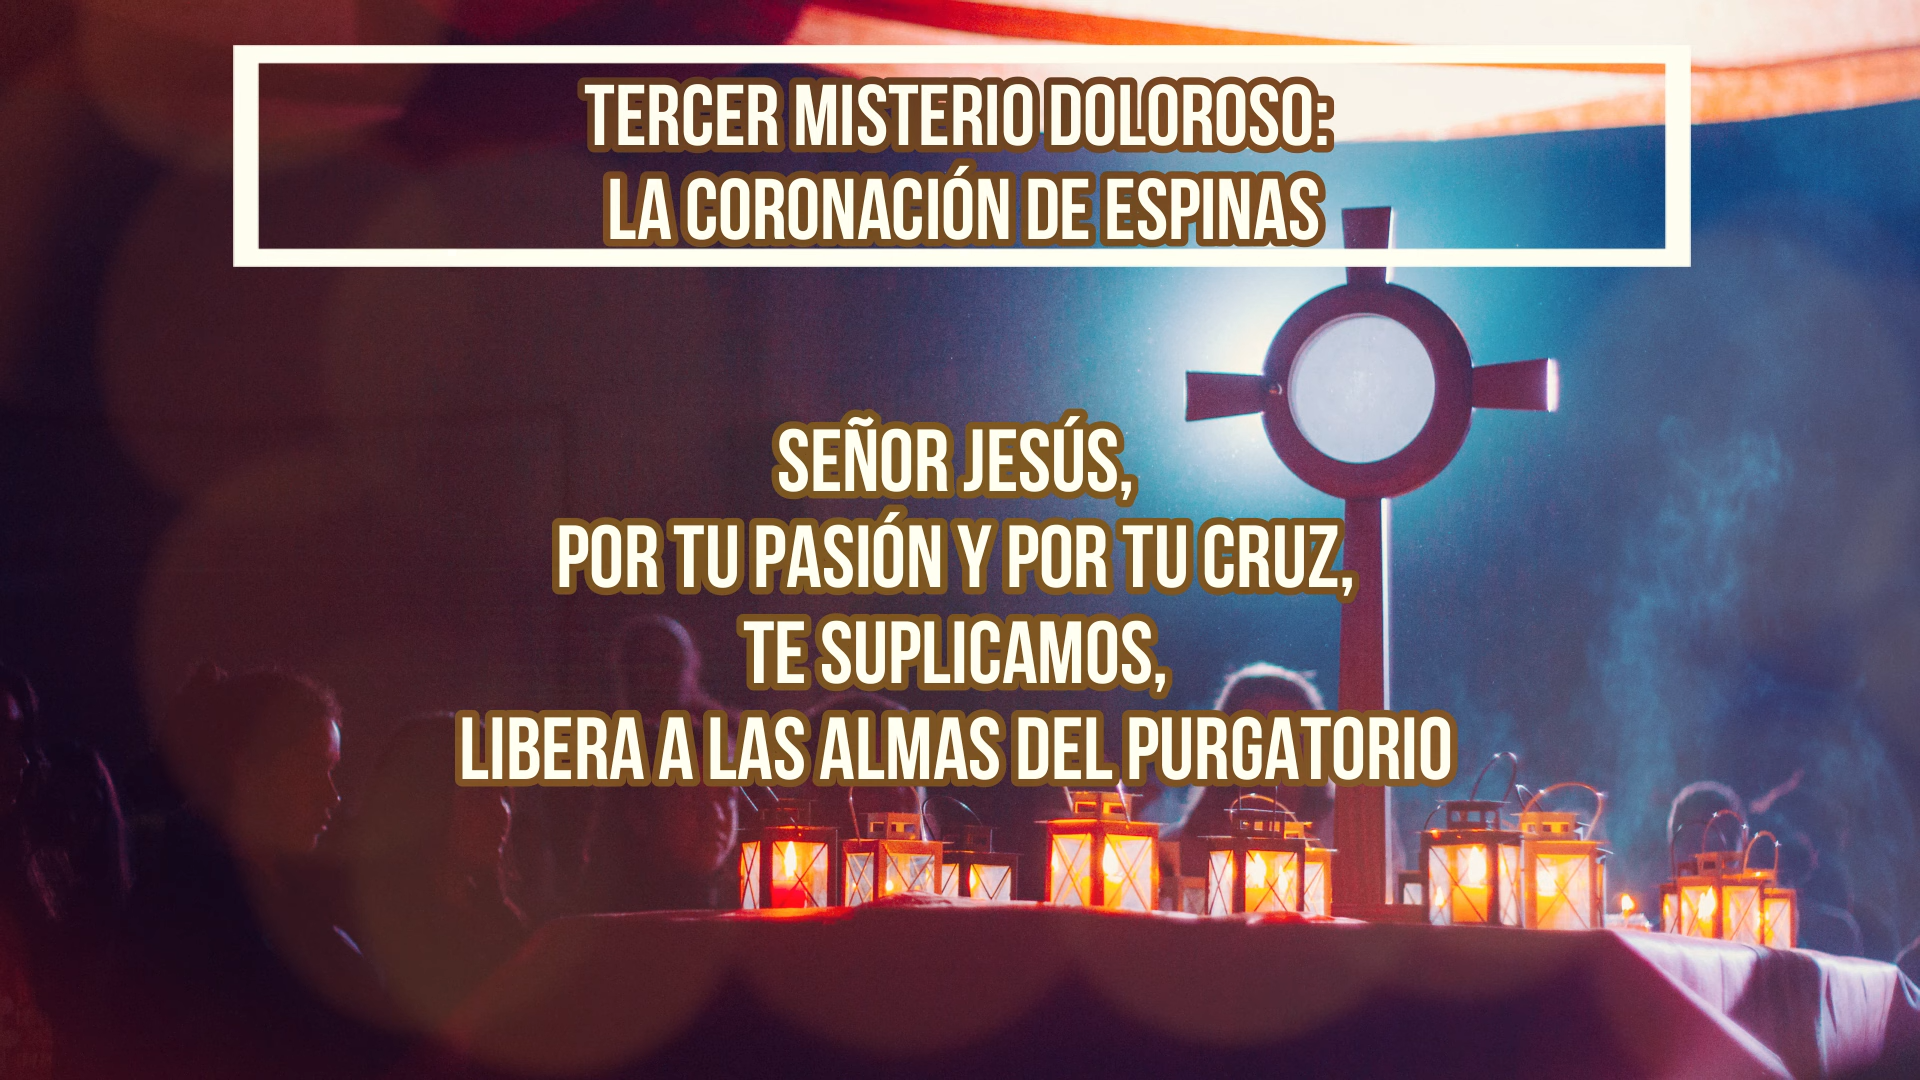 TERCER MISTERIO DOLOROSO:
LA CORONACIÓN DE ESPINAS
SEÑOR JESÚS,
POR TU PASIÓN Y POR TU CRUZ,
TE SUPLICAMOS,
LIBERA A LAS ALMAS DEL PURGATORIO